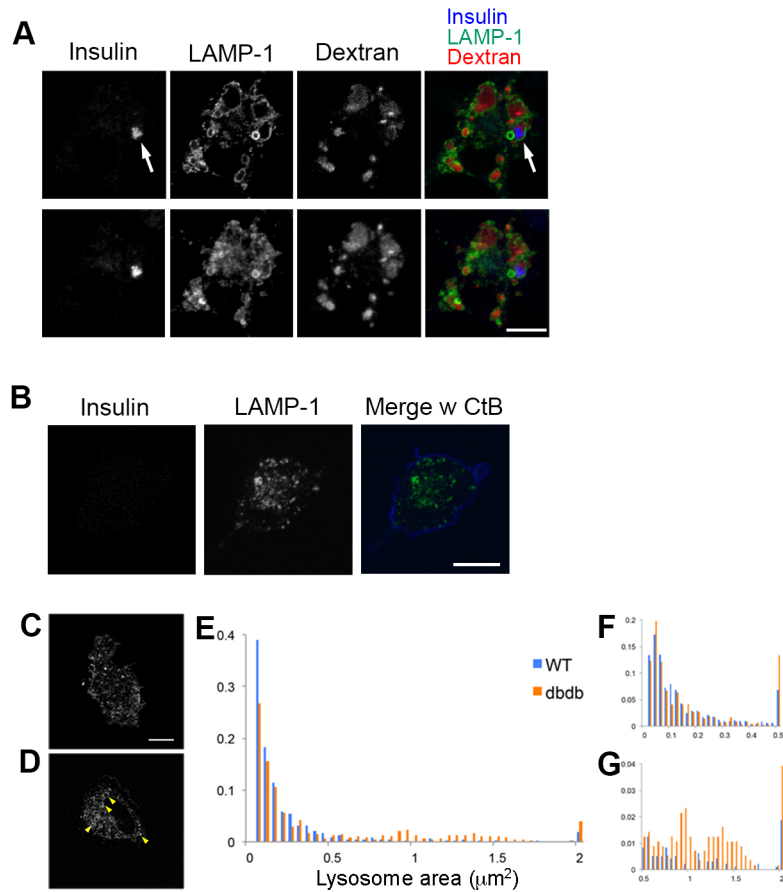 A
Insulin
LAMP-1
Dextran
Insulin
LAMP-1
Dextran
B
Insulin
LAMP-1
Merge w CtB
C
D
E
0.4
0.3
0.2
0.1
0
0
0.5
1
1.5
2
Lysosome area (μm²)
WT
dbdb
F
0.2
0.15
0.1
0.05
0
0
0.1
0.2
0.3
0.4
0.5
G
0.04
0.03
0.02
0.01
0
0.5
1
1.5
2